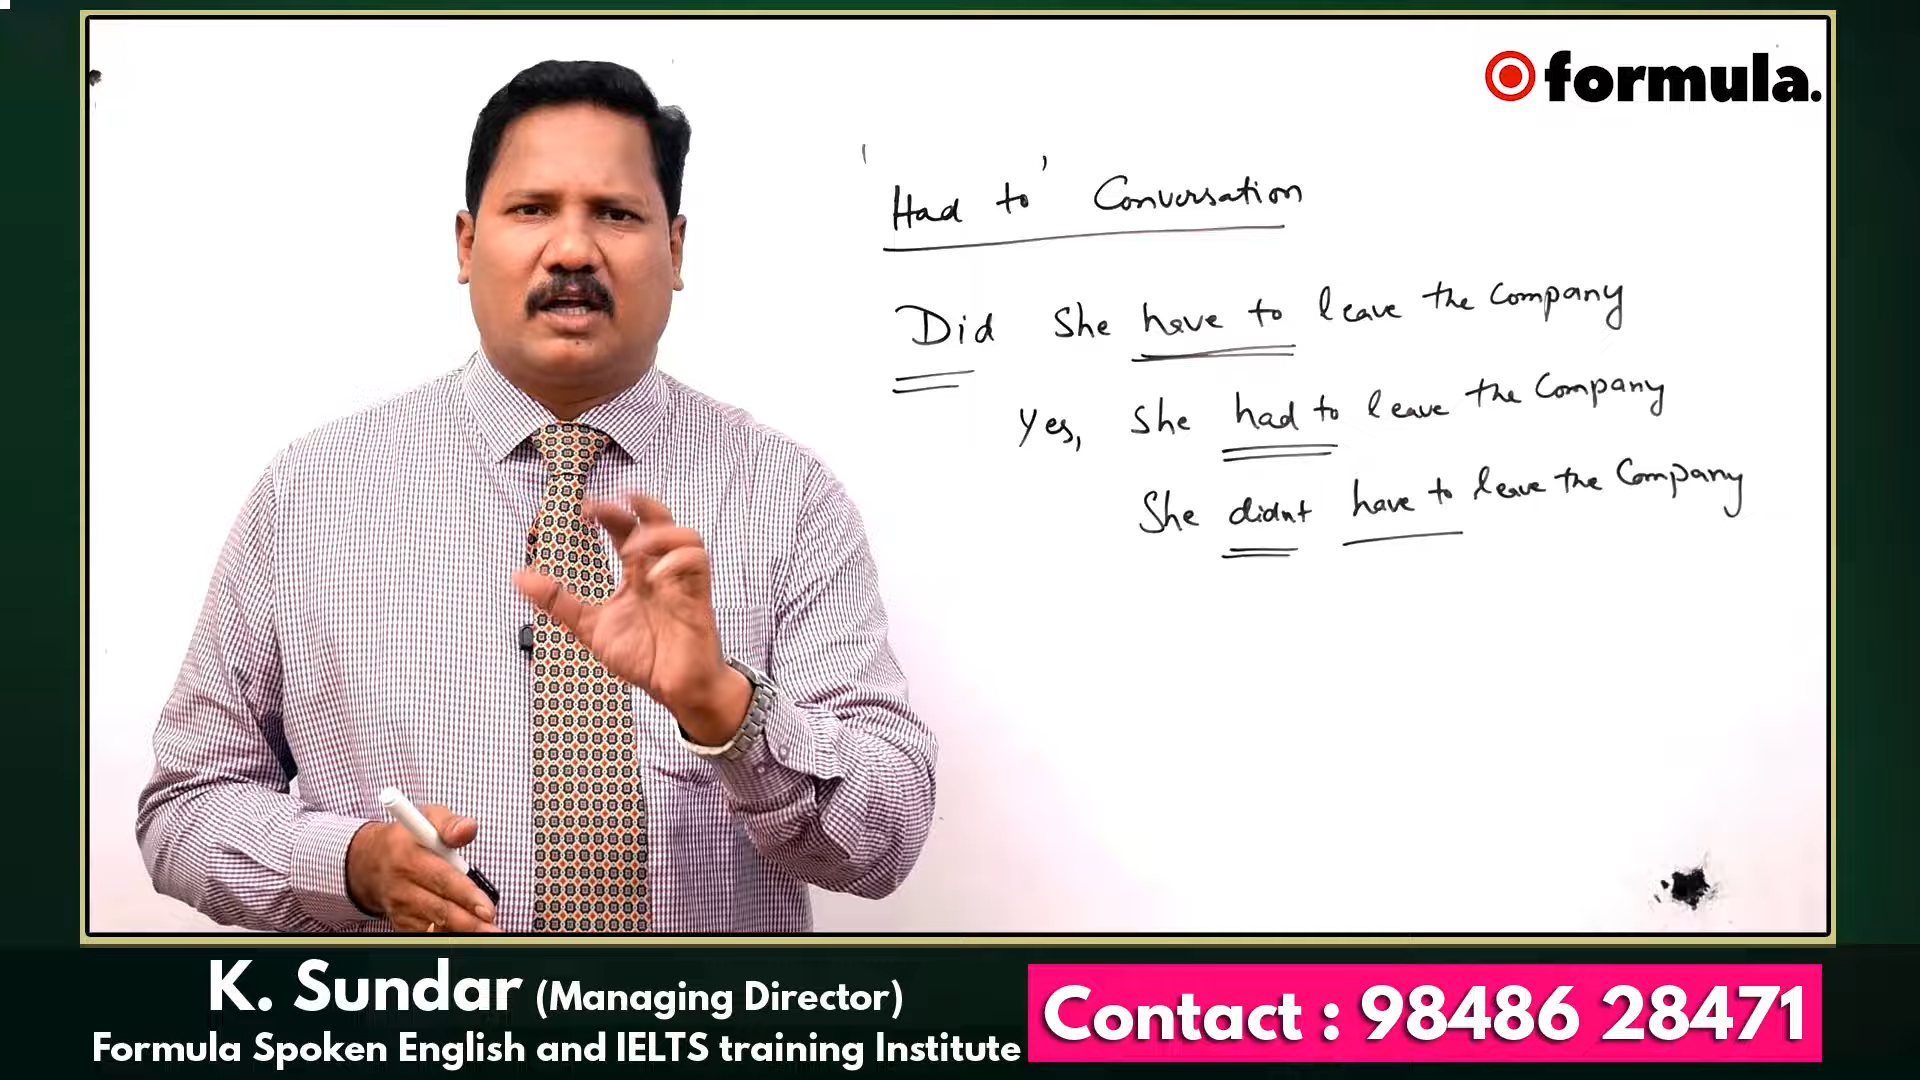 formula.
'Had to' Conversation
Did She have to leave the Company
Yes, She had to leave the Company
She didnt have to leave the Company
K. Sundar (Managing Director)
Formula Spoken English and IELTS training Institute
Contact : 98486 28471